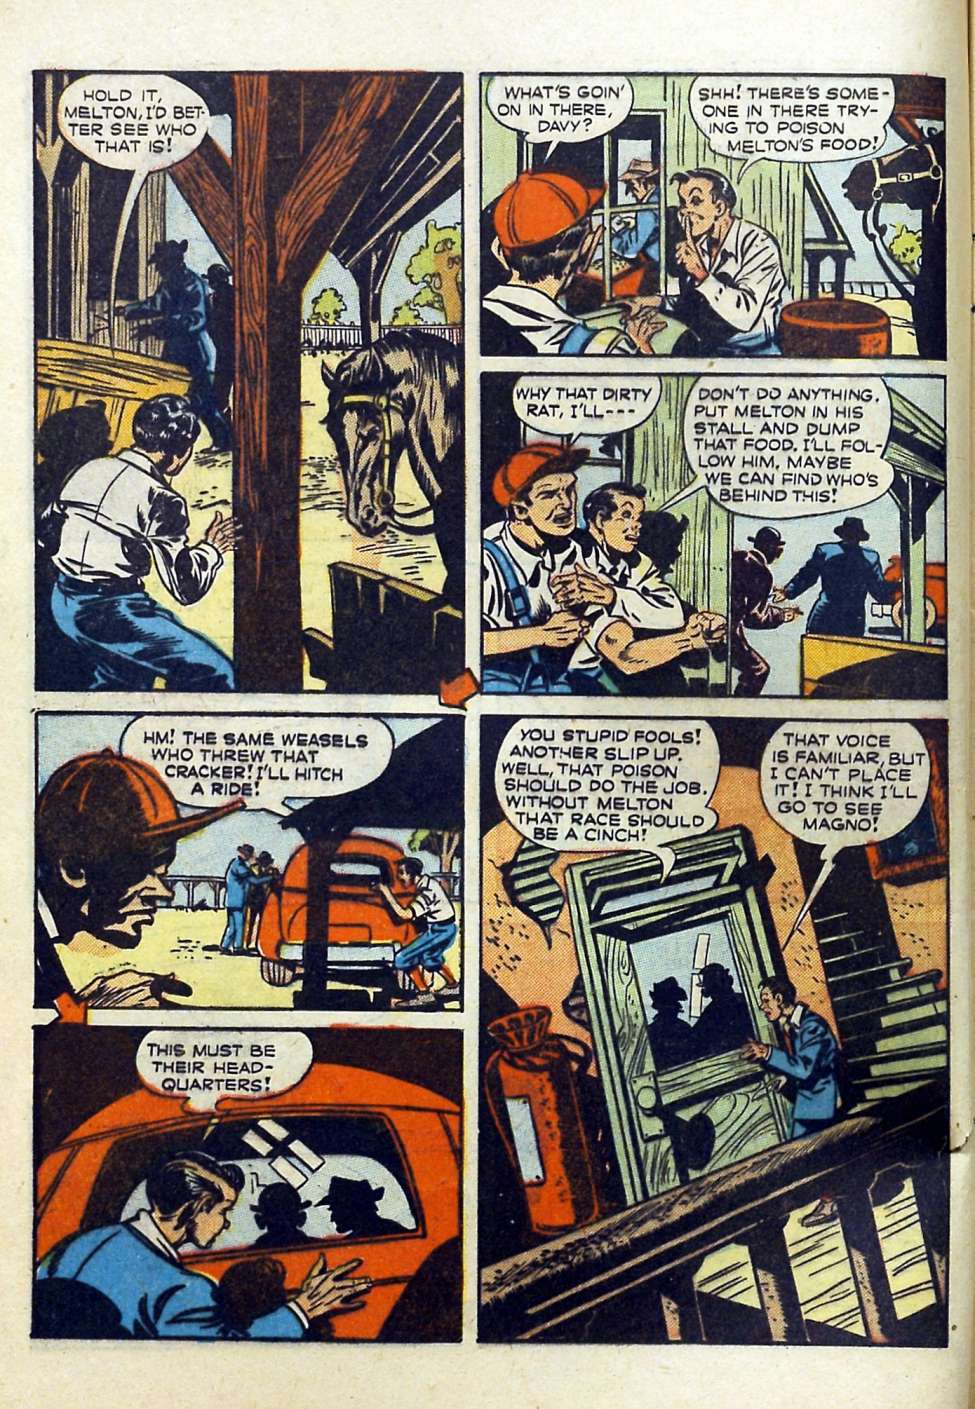 HOLD IT,
MELTON, I'D BET-
TER SEE WHO
THAT IS!
WHAT'S GOIN'
ON IN THERE,
DAVY?
SHH! THERE'S SOME-
ONE IN THERE TRY-
ING TO POISON
MELTON'S FOOD!
WHY THAT DIRTY
RAT, I'LL---
DON'T DO ANYTHING.
PUT MELTON IN HIS
STALL AND DUMP
THAT FOOD. I'LL FOL-
LOW HIM. MAYBE
WE CAN FIND WHO'S
BEHIND THIS!
HM! THE SAME WEASELS
WHO THREW THAT
CRACKER! I'LL HITCH
A RIDE!
THIS MUST BE
THEIR HEAD-
QUARTERS!
YOU STUPID FOOLS!
ANOTHER SLIP UP.
WELL, THAT POISON
SHOULD DO THE JOB.
WITHOUT MELTON
THAT RACE SHOULD
BE A CINCH!
THAT VOICE
IS FAMILIAR, BUT
I CAN'T PLACE
IT! I THINK I'LL
GO TO SEE
MAGNO!